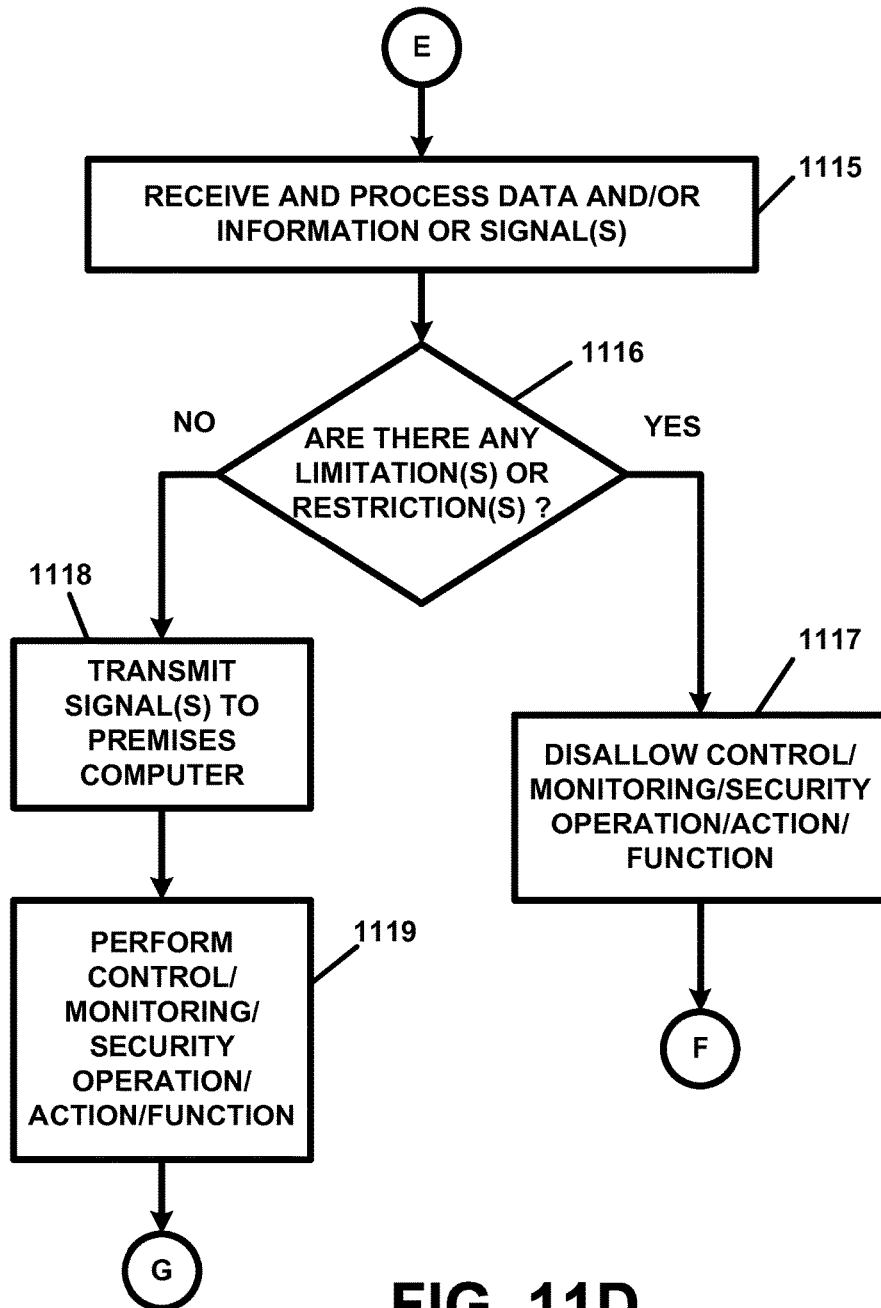 E
1115
RECEIVE AND PROCESS DATA AND/OR
INFORMATION OR SIGNAL(S)
1116
NO
YES
ARE THERE ANY
LIMITATION(S) OR
RESTRICTION(S) ?
1118
TRANSMIT
SIGNAL(S) TO
PREMISES
COMPUTER
1117
DISALLOW CONTROL/
MONITORING/SECURITY
OPERATION/ACTION/
FUNCTION
1119
PERFORM
CONTROL/
MONITORING/
SECURITY
OPERATION/
ACTION/FUNCTION
F
G
FIG. 11D